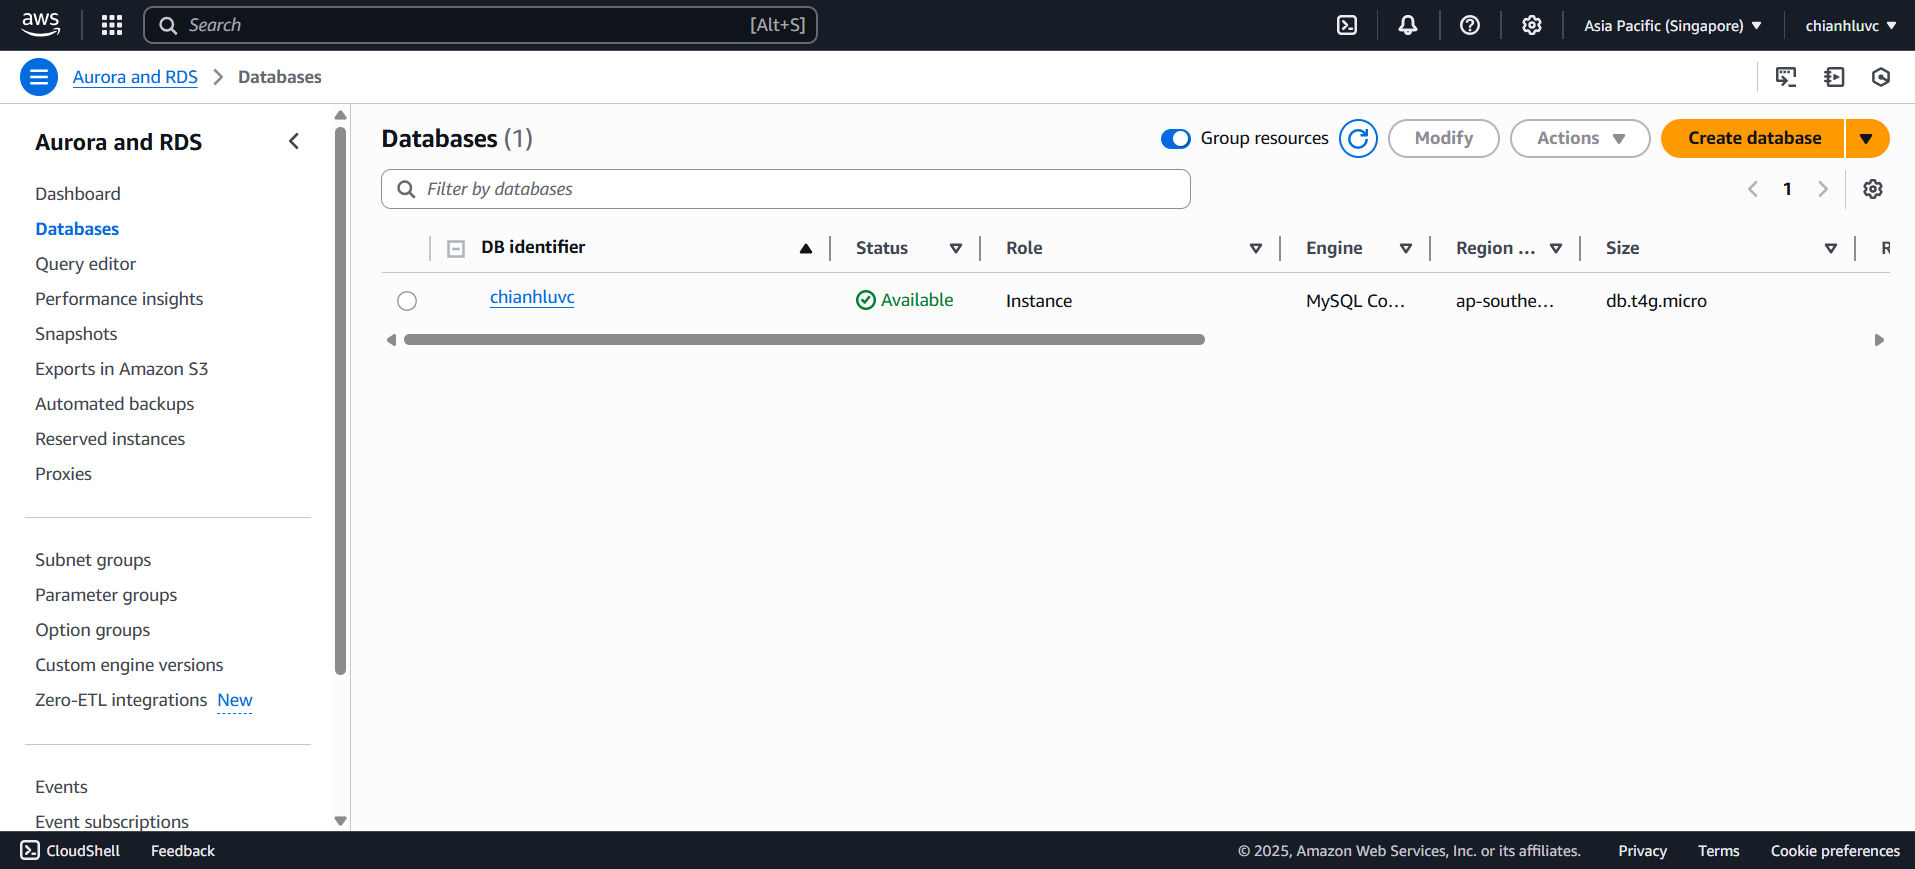 aws
Search [Alt+S]
Asia Pacific (Singapore)
chianhluvc
Aurora and RDS
Databases
Aurora and RDS
Dashboard
Databases
Query editor
Performance insights
Snapshots
Exports in Amazon S3
Automated backups
Reserved instances
Proxies
Subnet groups
Parameter groups
Option groups
Custom engine versions
Zero-ETL integrations New
Events
Event subscriptions
Databases (1)
Group resources
Modify
Actions
Create database
Filter by databases
1
DB identifier Status Role Engine Region ... Size R
chianhluvc Available Instance MySQL Co... ap-southe... db.t4g.micro
CloudShell Feedback
© 2025, Amazon Web Services, Inc. or its affiliates. Privacy Terms Cookie preferences